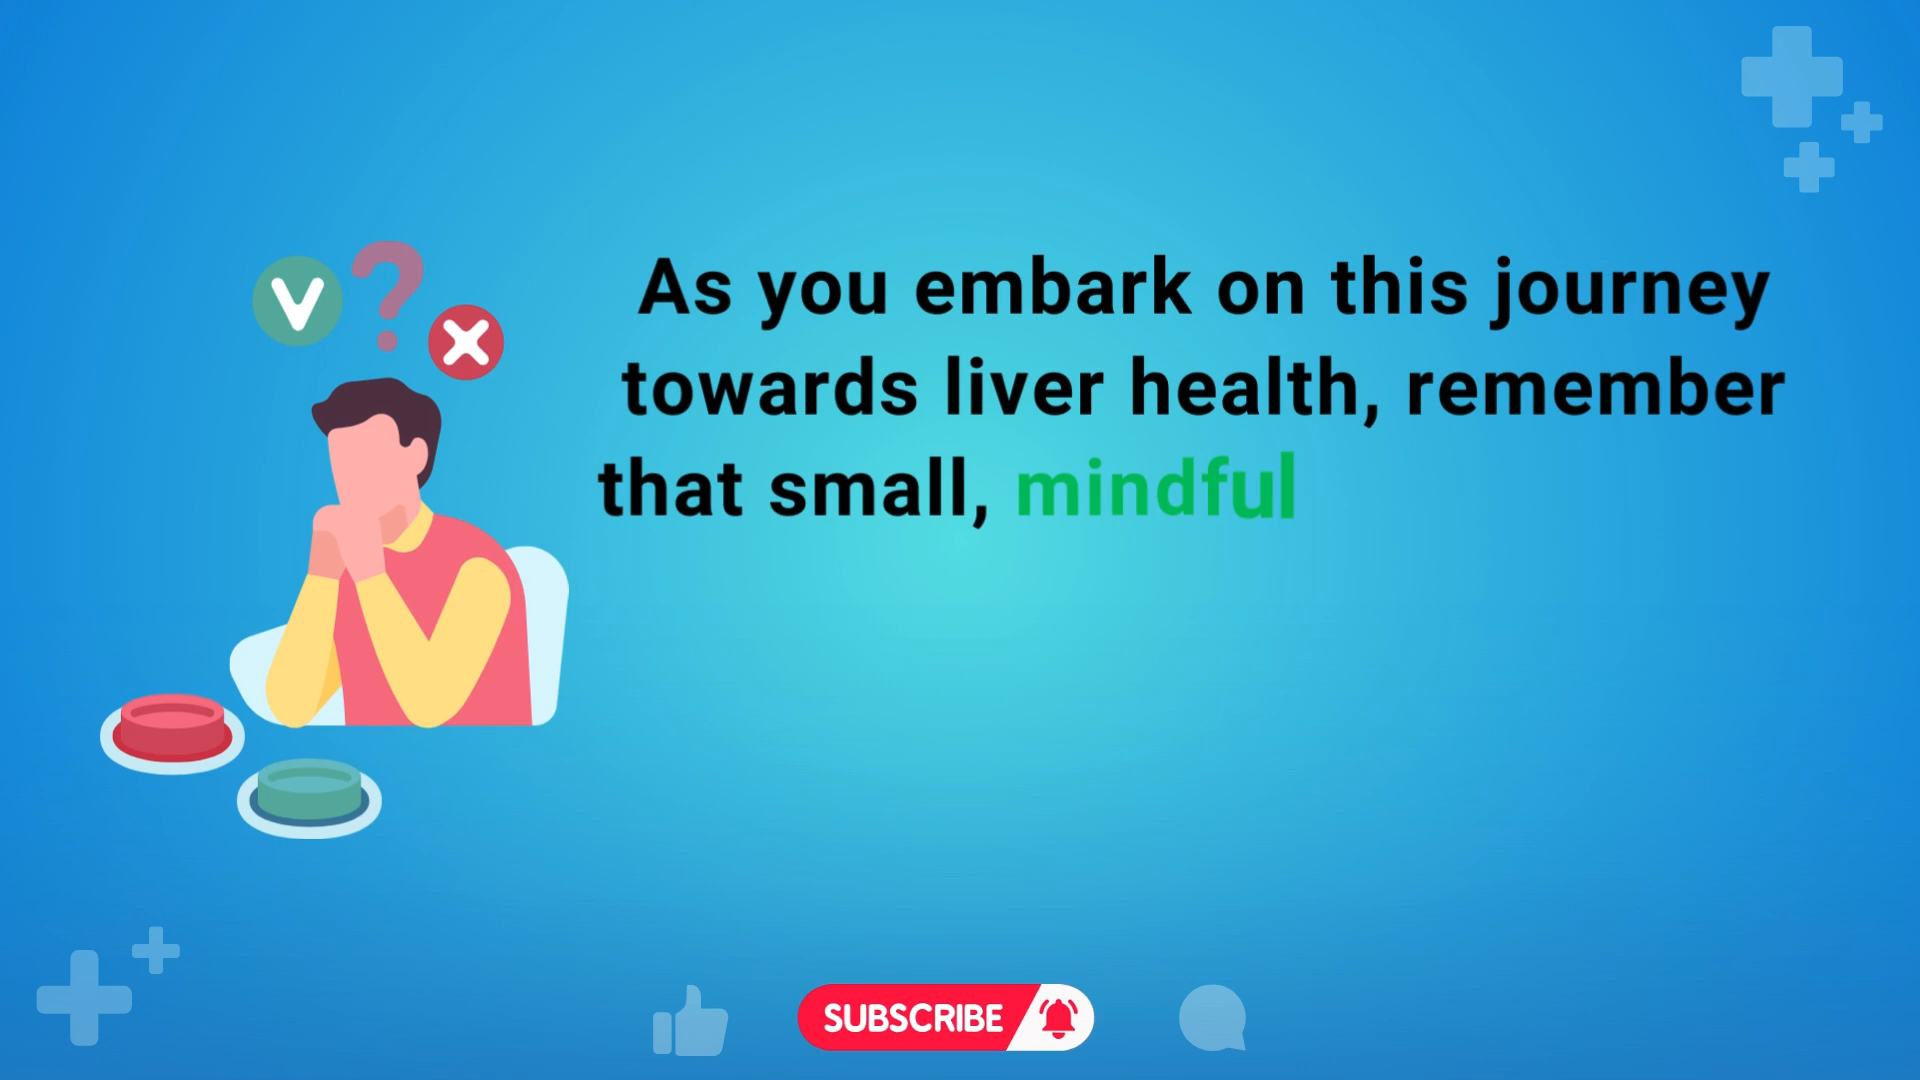 As you embark on this journey
towards liver health, remember
that small, mindful
SUBSCRIBE